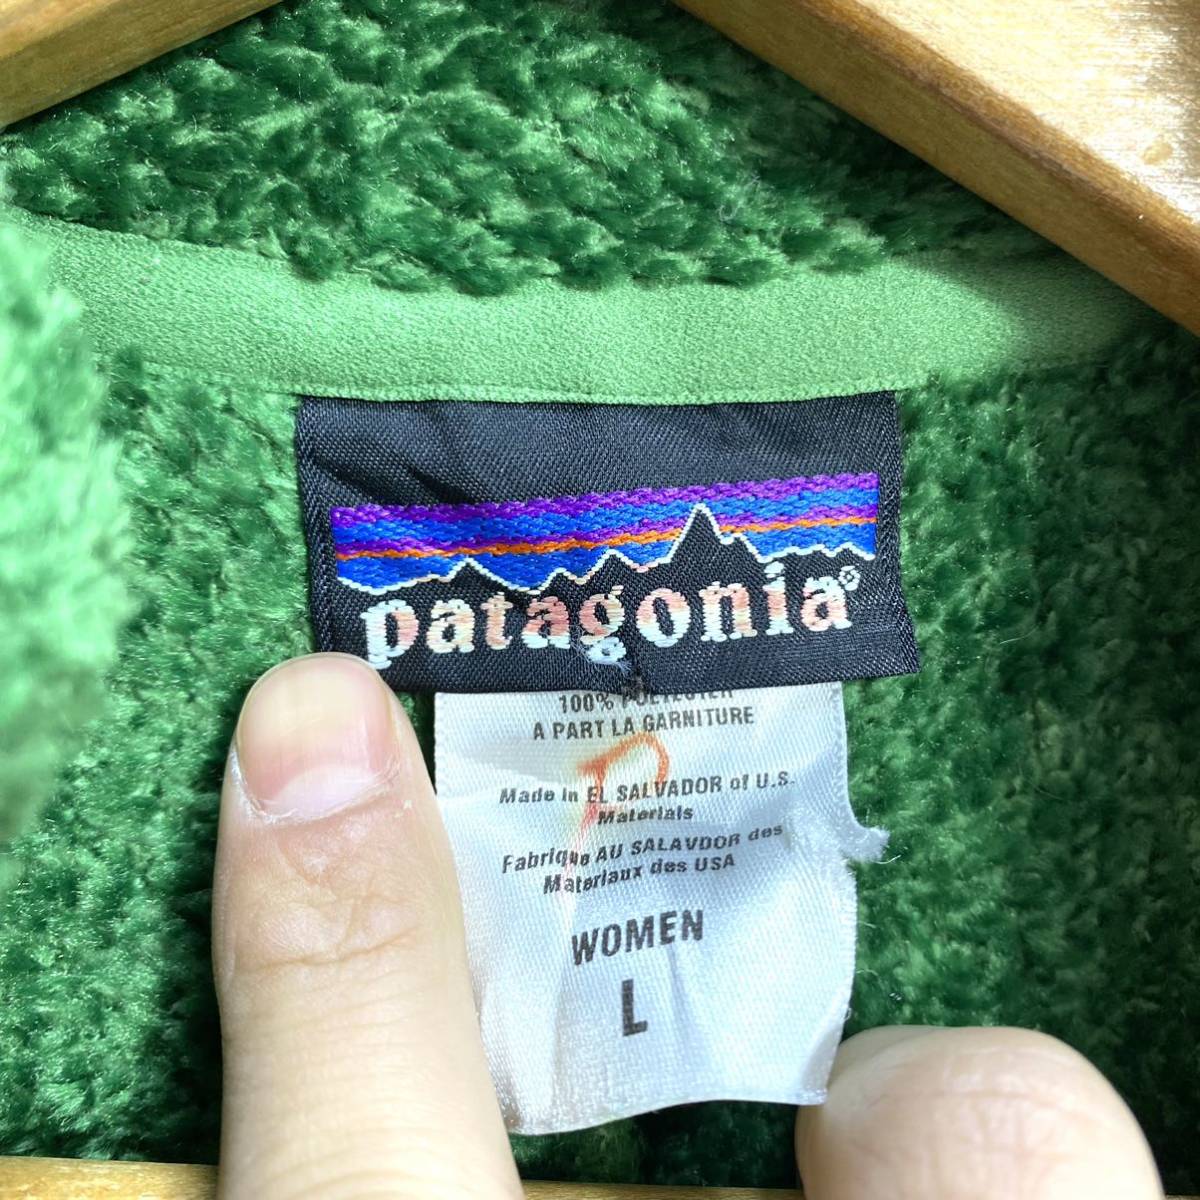 patagonia®
100% POLYESTER
A PART LA GARNITURE
Made in EL SALVADOR of U.S.
Materials
Fabrique AU SALAVDOR des
Materiaux des USA
WOMEN
L